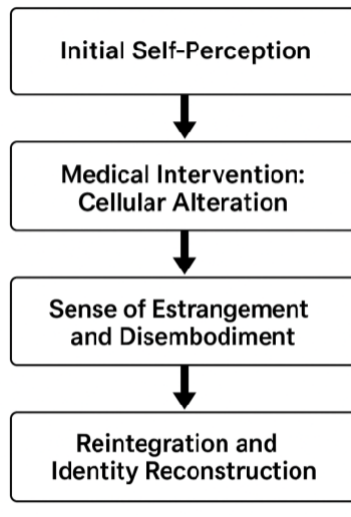 Initial Self-Perception
Medical Intervention:
Cellular Alteration
Sense of Estrangement
and Disembodiment
Reintegration and
Identity Reconstruction